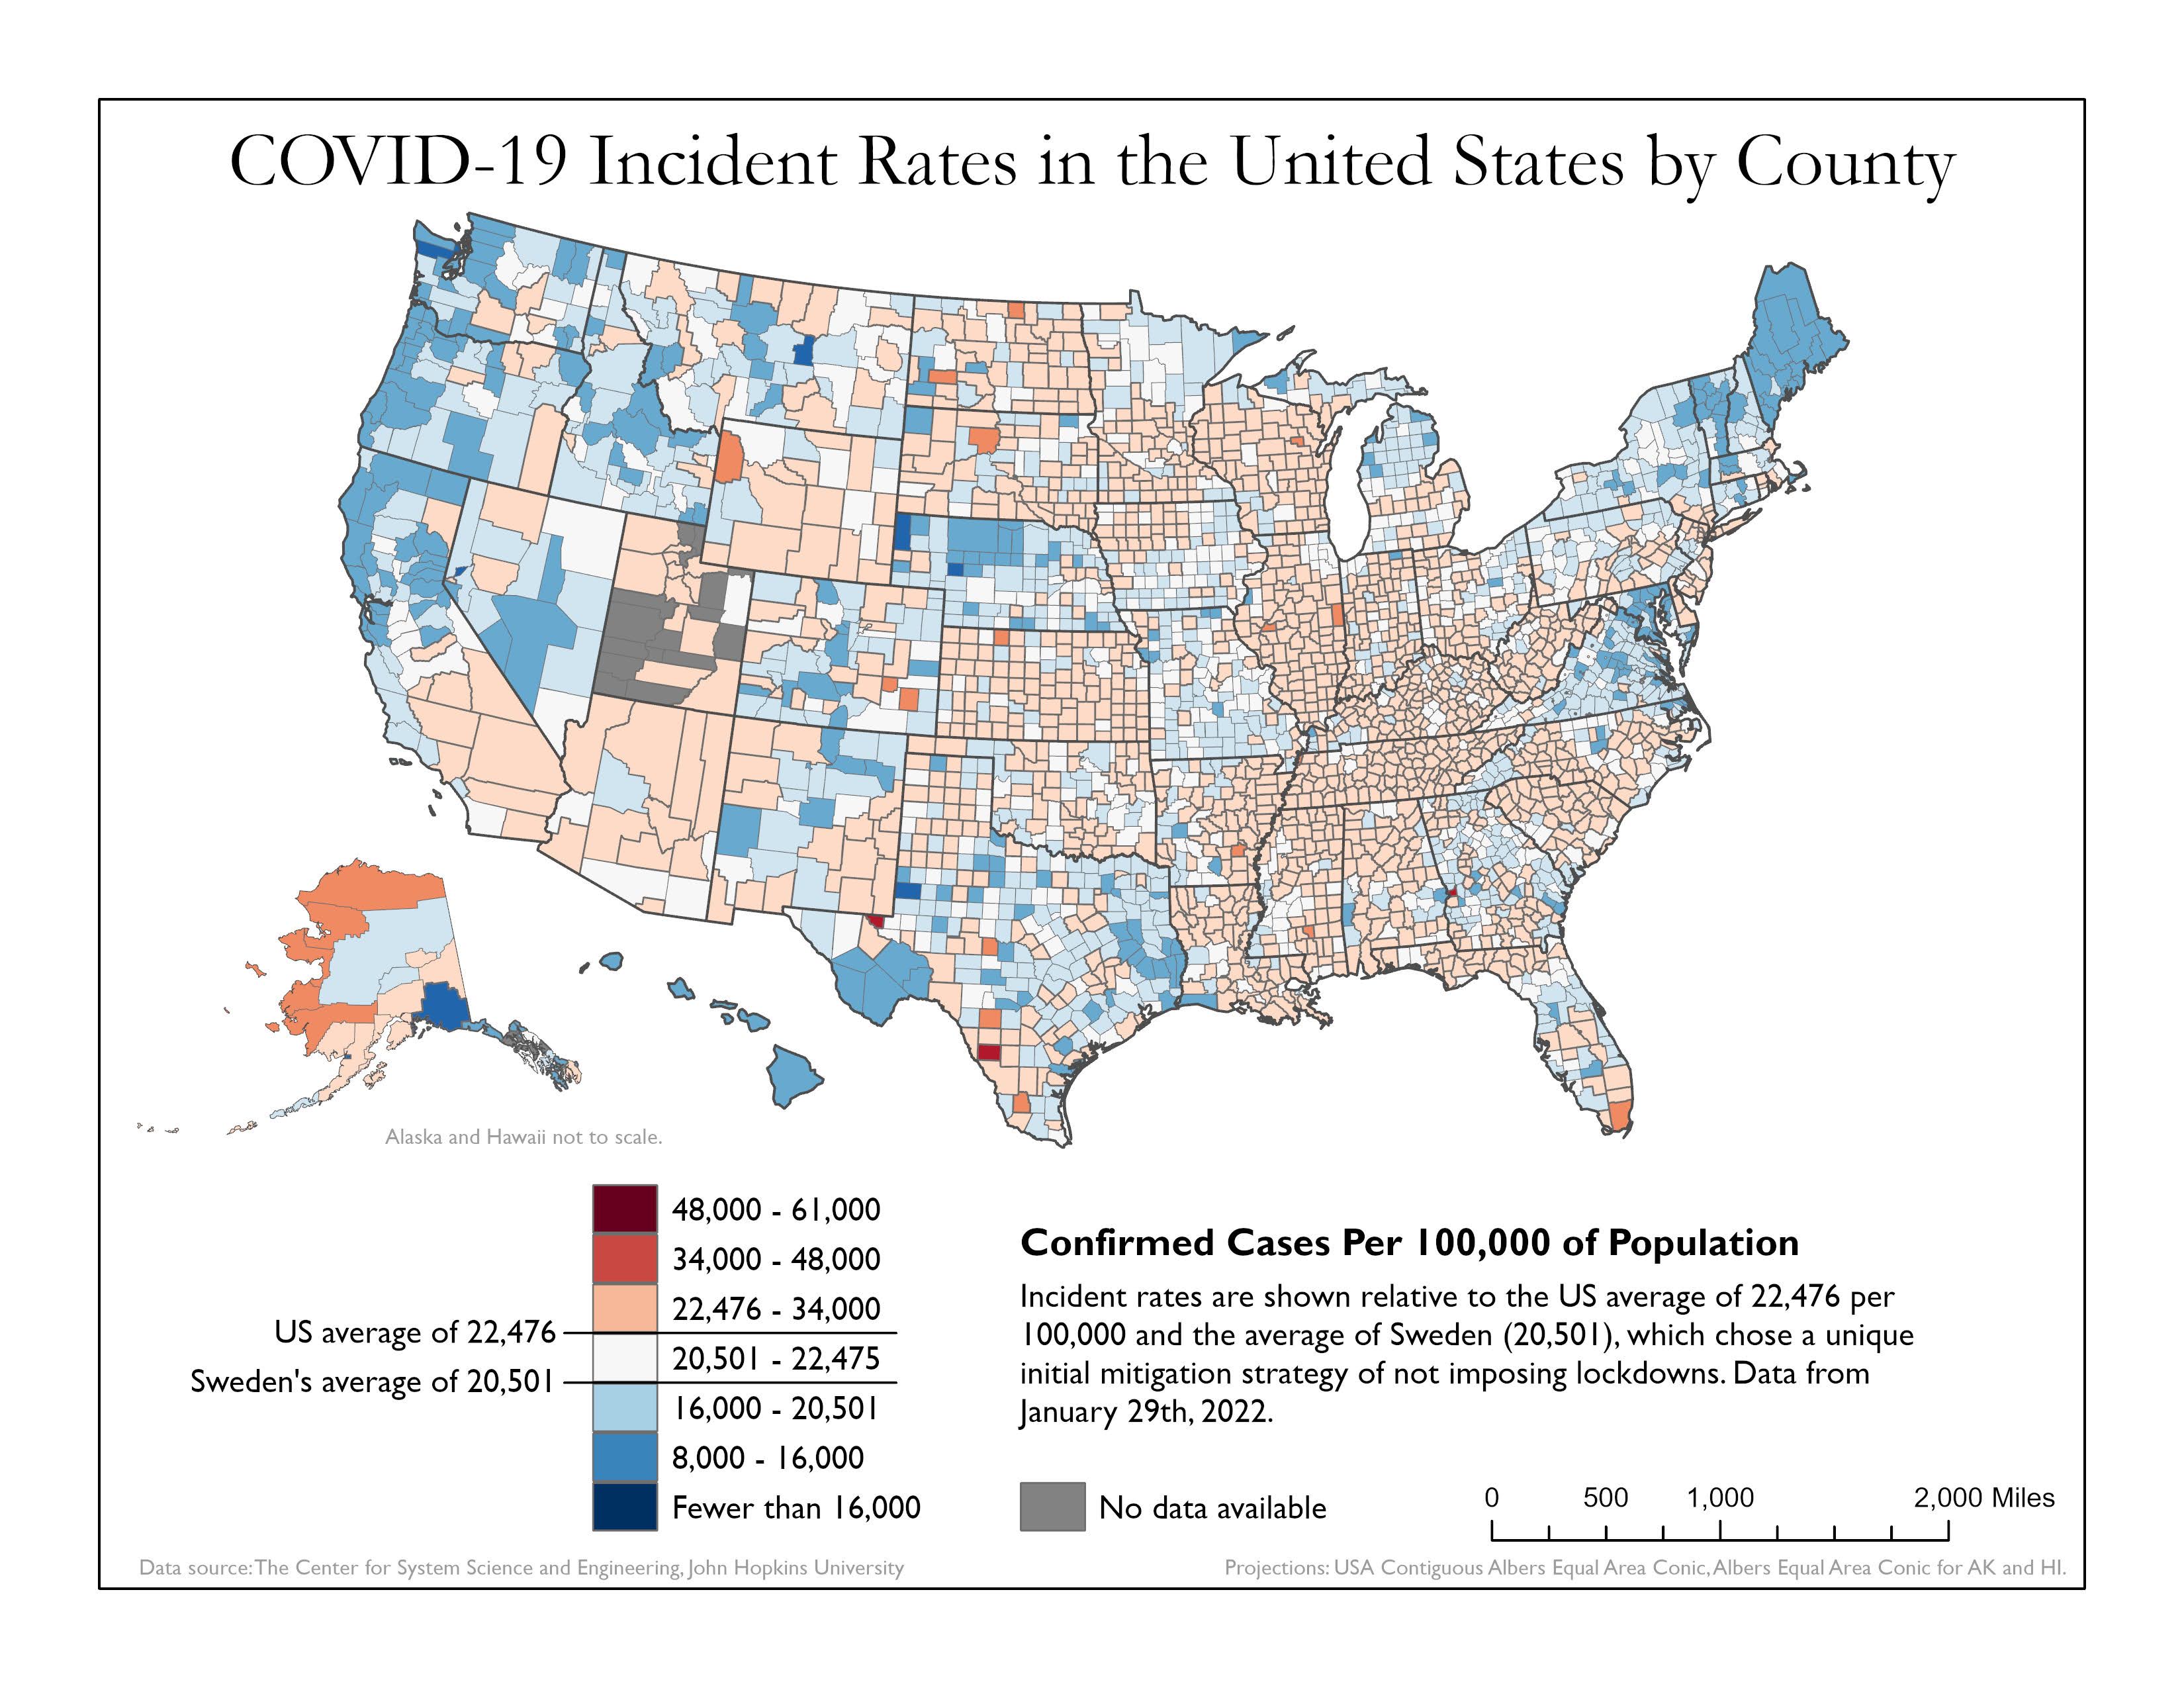 COVID-19 Incident Rates in the United States by County
Alaska and Hawaii not to scale.
48,000 - 61,000
34,000 - 48,000
22,476 - 34,000
US average of 22,476
20,501 - 22,475
Sweden's average of 20,501
16,000 - 20,501
8,000 - 16,000
Fewer than 16,000
Confirmed Cases Per 100,000 of Population
Incident rates are shown relative to the US average of 22,476 per
100,000 and the average of Sweden (20,501), which chose a unique
initial mitigation strategy of not imposing lockdowns. Data from
January 29th, 2022.
No data available
0 500 1,000 2,000 Miles
Data source: The Center for System Science and Engineering, John Hopkins University
Projections: USA Contiguous Albers Equal Area Conic, Albers Equal Area Conic for AK and HI.